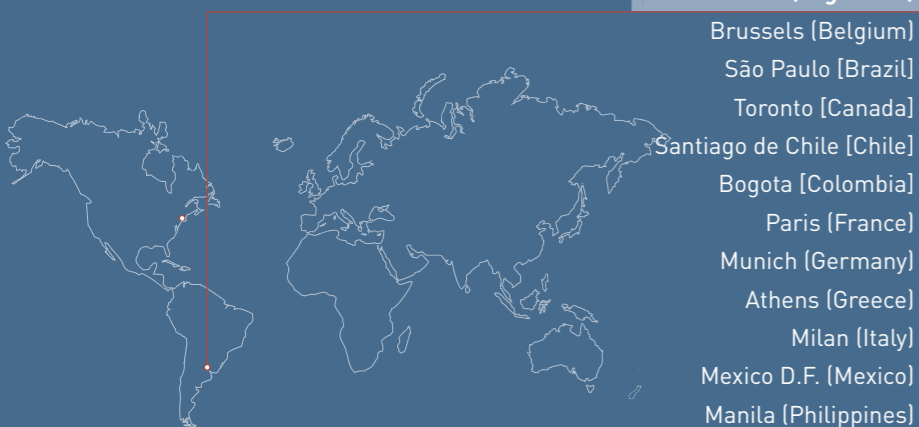 Brussels (Belgium)
São Paulo [Brazil]
Toronto [Canada]
Santiago de Chile [Chile]
Bogota [Colombia]
Paris (France)
Munich (Germany)
Athens (Greece)
Milan (Italy)
Mexico D.F. (Mexico)
Manila (Philippines)